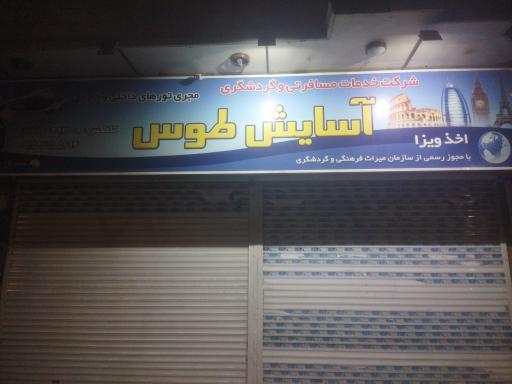 شرکت خدمات مسافرتی و گردشگری
مجری تورهای داخلی و
آسایش طوس
اخذ ویزا
با مجوز رسمی از سازمان میراث فرهنگی و گردشگری